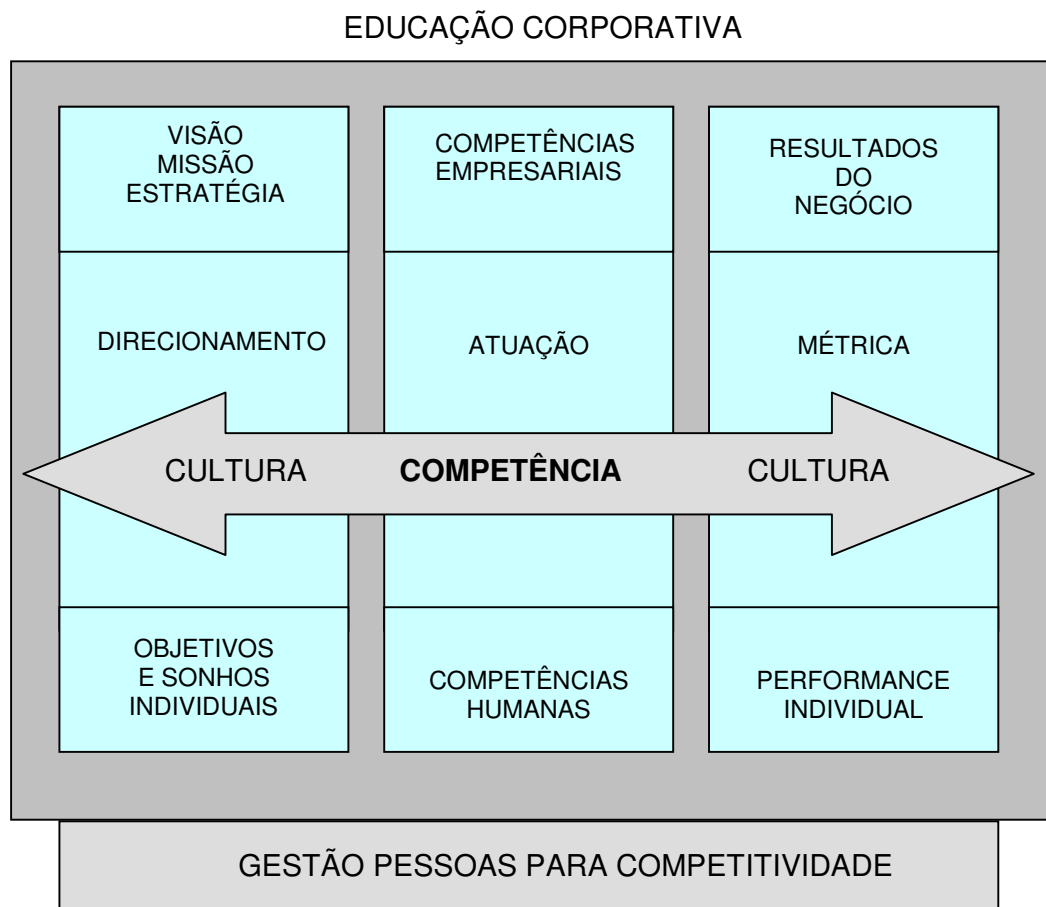 EDUCAÇÃO CORPORATIVA
VISÃO
MISSÃO
ESTRATÉGIA
COMPETÊNCIAS
EMPRESARIAIS
RESULTADOS
DO
NEGÓCIO
DIRECIONAMENTO
ATUAÇÃO
MÉTRICA
CULTURA
COMPETÊNCIA
CULTURA
OBJETIVOS
E SONHOS
INDIVIDUAIS
COMPETÊNCIAS
HUMANAS
PERFORMANCE
INDIVIDUAL
GESTÃO PESSOAS PARA COMPETITIVIDADE